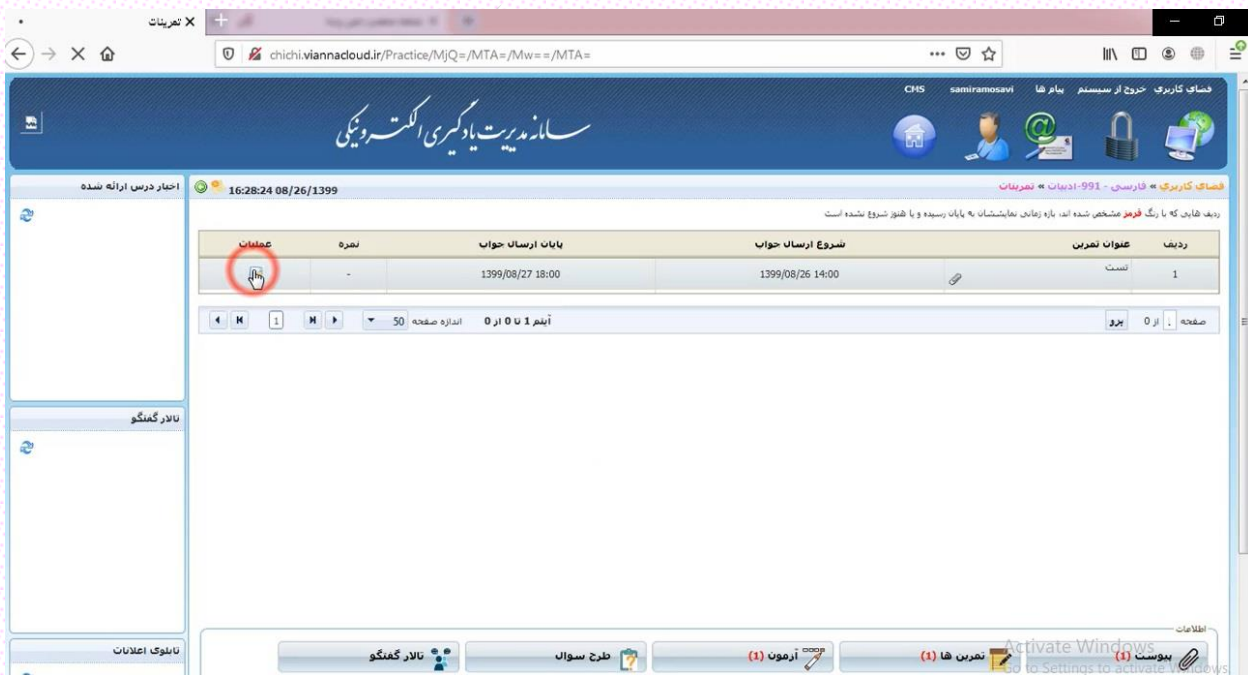 تمرینات
chichi.viannacloud.ir/Practice/MjQ=/MTA=/Mw==/MTA=
فضای کاربری خروج از سیستم پیام ها samiramosavi CHS
سامانه مدیریت یادگیری الکترونیکی
فضای کاربری » فارسی - 991-ادبیات » تمرینات
16:28:24 08/26/1399
اخبار درس ارائه شده
ردیف هایی که با رنگ قرمز مشخص شده اند، بازه زمانی نمایششان به پایان رسیده و یا هنوز شروع نشده است
ردیف عنوان تمرین شروع ارسال جواب پایان ارسال جواب نمره عملیات
1 تست 1399/08/26 14:00 1399/08/27 18:00 -
صفحه 1 از 0 برو آیتم 1 تا 0 از 0 اندازه صفحه 50 1
تالار گفتگو
تابلوی اعلانات
اطلاعات
پیوست (1) تمرین ها (1) آزمون (1) طرح سوال تالار گفتگو
Activate Windows
Go to Settings to activate Windows.